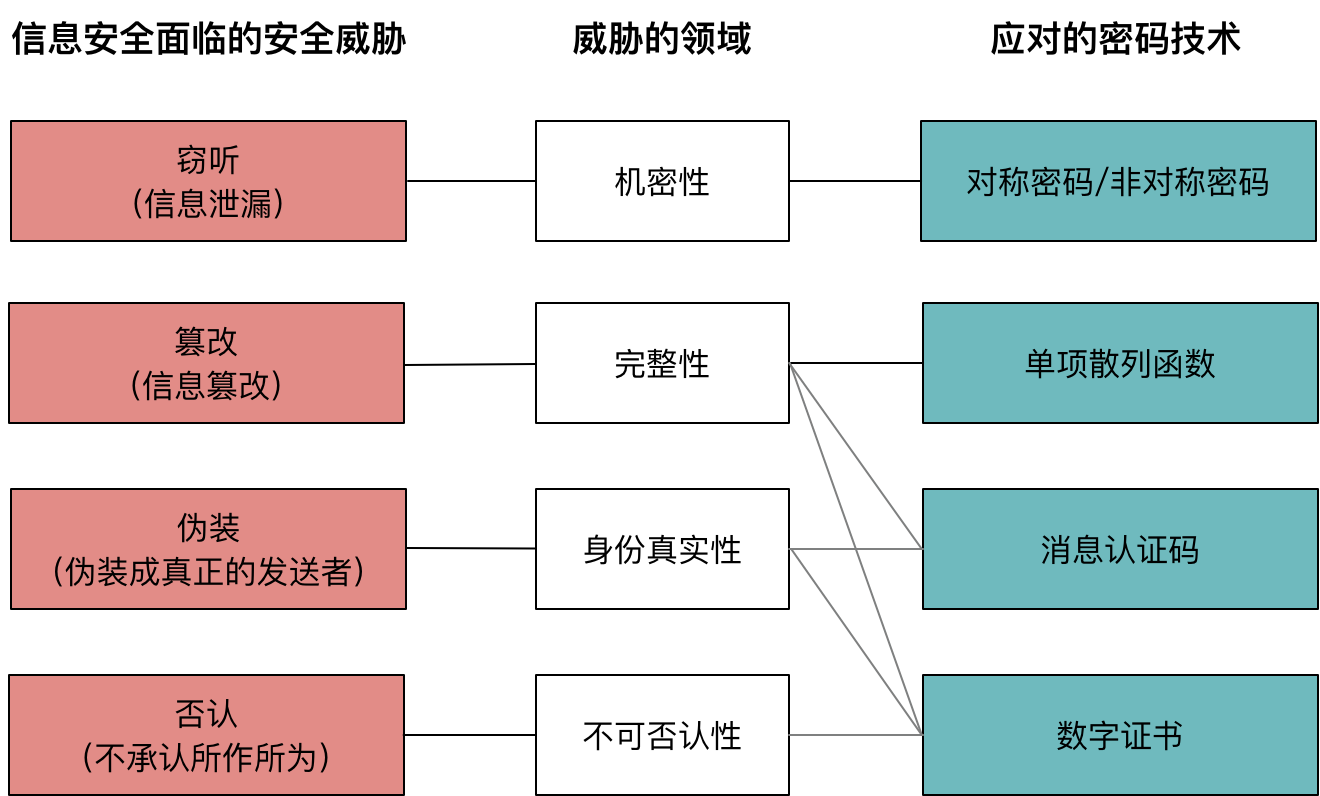 信息安全面临的安全威胁
威胁的领域
应对的密码技术
窃听
(信息泄漏)
机密性
对称密码/非对称密码
篡改
(信息篡改)
完整性
单项散列函数
伪装
(伪装成真正的发送者)
身份真实性
消息认证码
否认
(不承认所作所为)
不可否认性
数字证书